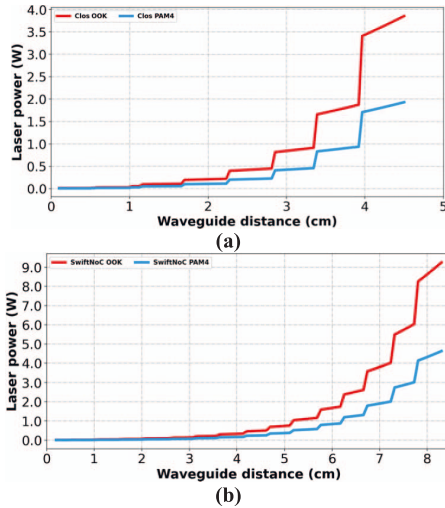 Clos OOK Clos PAM4
Laser power (W)
4.0
3.5
3.0
2.5
2.0
1.5
1.0
0.5
0.0
0 1 2 3 4 5
Waveguide distance (cm)
(a)
SwiftNoC OOK SwiftNoC PAM4
Laser power (W)
9.0
8.0
7.0
6.0
5.0
4.0
3.0
2.0
1.0
0.0
0 1 2 3 4 5 6 7 8
Waveguide distance (cm)
(b)